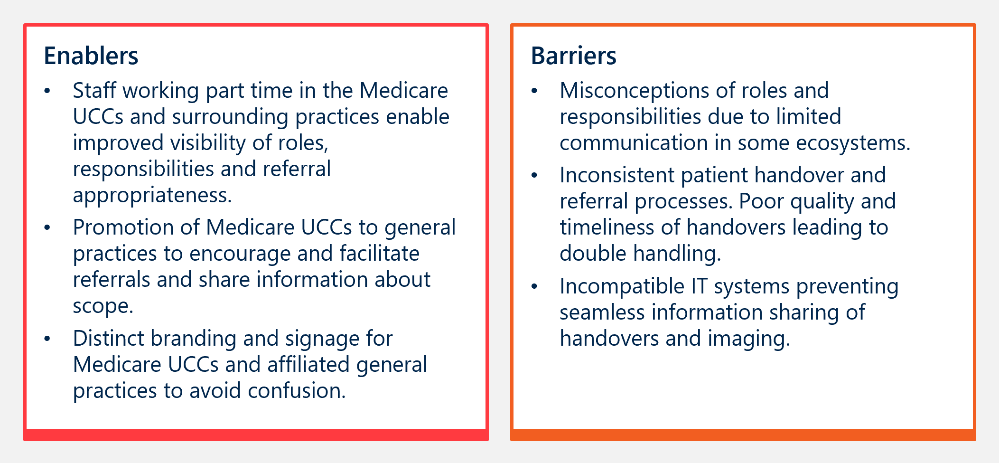 Enablers
• Staff working part time in the Medicare
UCCs and surrounding practices enable
improved visibility of roles,
responsibilities and referral
appropriateness.
• Promotion of Medicare UCCs to general
practices to encourage and facilitate
referrals and share information about
scope.
• Distinct branding and signage for
Medicare UCCs and affiliated general
practices to avoid confusion.
Barriers
• Misconceptions of roles and
responsibilities due to limited
communication in some ecosystems.
• Inconsistent patient handover and
referral processes. Poor quality and
timeliness of handovers leading to
double handling.
• Incompatible IT systems preventing
seamless information sharing of
handovers and imaging.